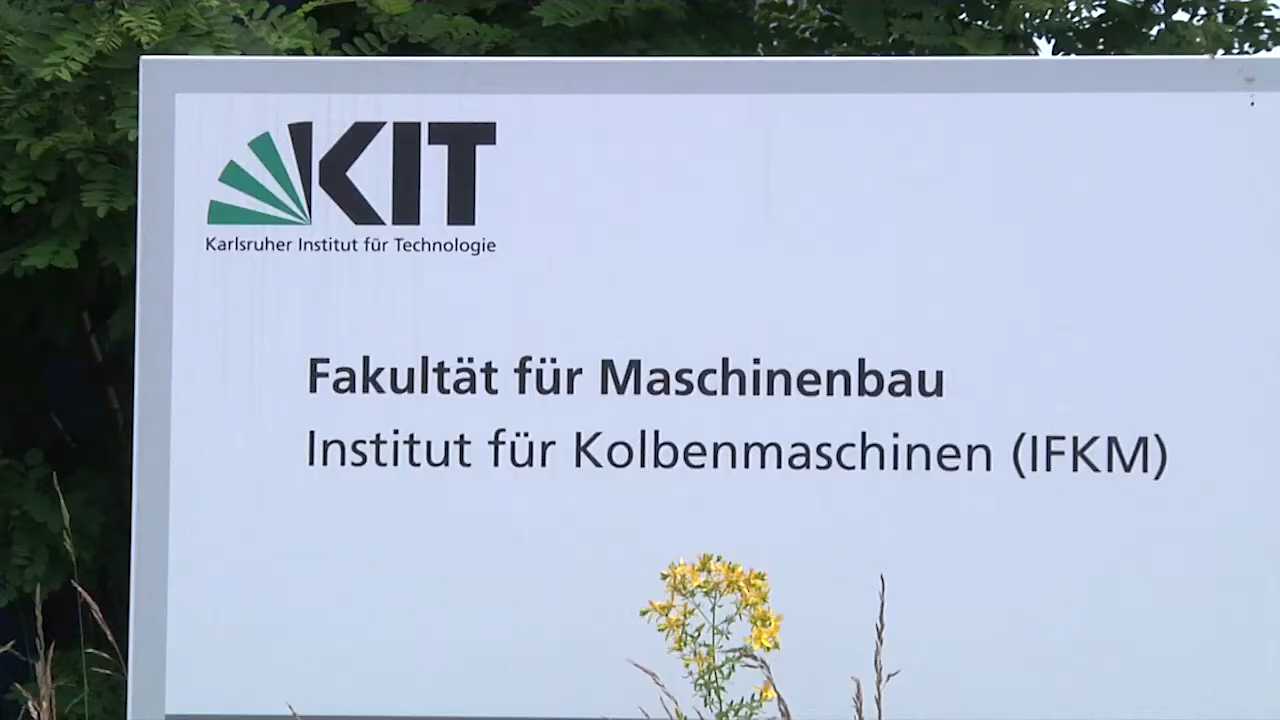 KIT
Karlsruher Institut für Technologie
Fakultät für Maschinenbau
Institut für Kolbenmaschinen (IFKM)